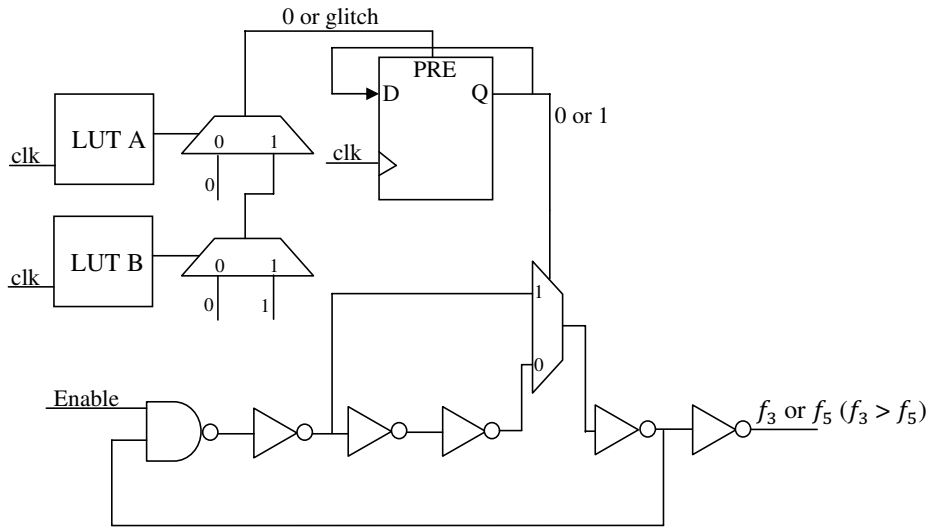 0 or glitch
PRE
D
Q
0 or 1
LUT A
0
1
clk
clk
0
LUT B
0
1
clk
0
1
1
0
Enable
f₃ or f₅ (f₃ > f₅)